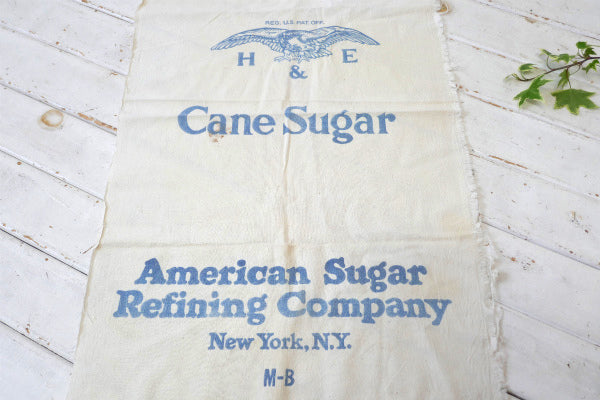 REG. U.S. PAT. OFF.
H & E
Cane Sugar
American Sugar
Refining Company
New York, N.Y.
M-B